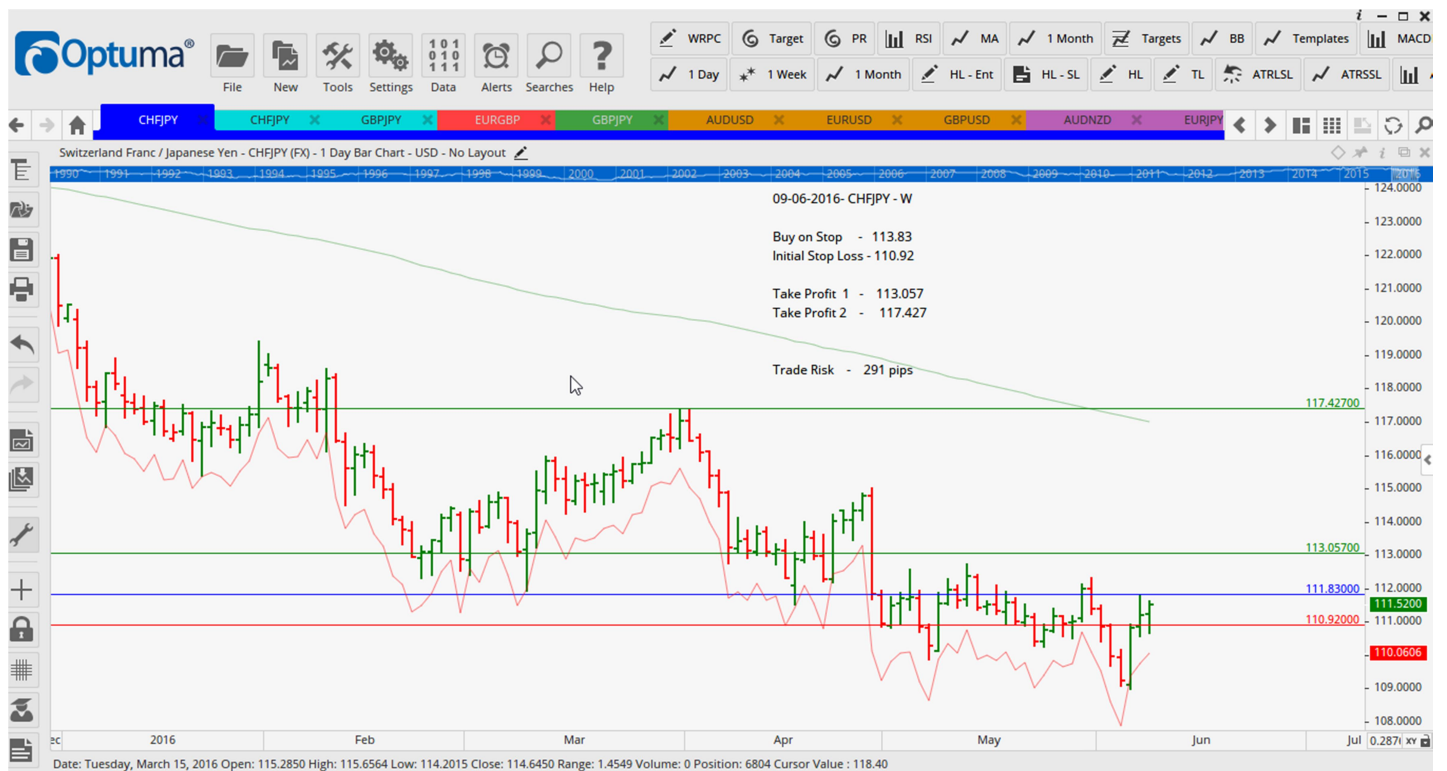 Optuma®
File
New
Tools
Settings
Data
Alerts
Searches
Help
WRPC
Target
PR
RSI
MA
1 Month
Targets
BB
Templates
MACD
1 Day
1 Week
1 Month
HL - Ent
HL - SL
HL
TL
ATRLSL
ATRSSL
CHFJPY
CHFJPY
GBPJPY
EURGBP
GBPJPY
AUDUSD
EURUSD
GBPUSD
AUDNZD
EURJPY
Switzerland Franc / Japanese Yen - CHFJPY (FX) - 1 Day Bar Chart - USD - No Layout
1990 1991 1992 1993 1994 1995 1996 1997 1998 1999 2000 2001 2002 2003 2004 2005 2006 2007 2008 2009 2010 2011 2012 2013 2014 2015 2016
09-06-2016- CHFJPY - W
Buy on Stop - 113.83
Initial Stop Loss - 110.92
Take Profit 1 - 113.057
Take Profit 2 - 117.427
Trade Risk - 291 pips
124.0000
123.0000
122.0000
121.0000
120.0000
119.0000
118.0000
117.42700
117.0000
116.0000
115.0000
114.0000
113.05700
113.0000
112.0000
111.83000
111.5200
110.92000
111.0000
110.0606
109.0000
108.0000
ec 2016 Feb Mar Apr May Jun Jul
XY
Date: Tuesday, March 15, 2016 Open: 115.2850 High: 115.6564 Low: 114.2015 Close: 114.6450 Range: 1.4549 Volume: 0 Position: 6804 Cursor Value : 118.40